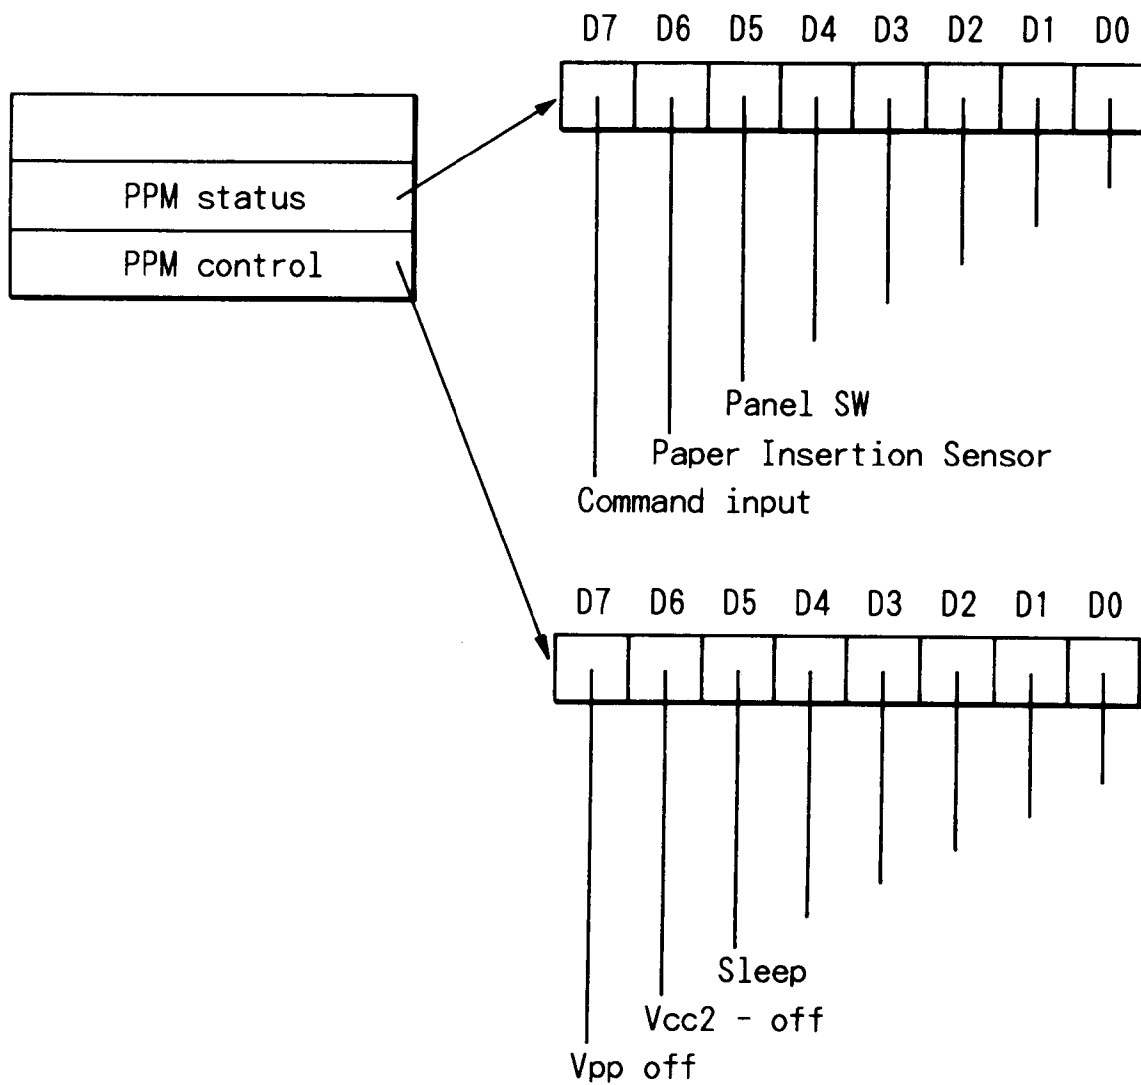 D7 D6 D5 D4 D3 D2 D1 D0
PPM status
PPM control
Panel SW
Paper Insertion Sensor
Command input
D7 D6 D5 D4 D3 D2 D1 D0
Sleep
Vcc2 - off
Vpp off